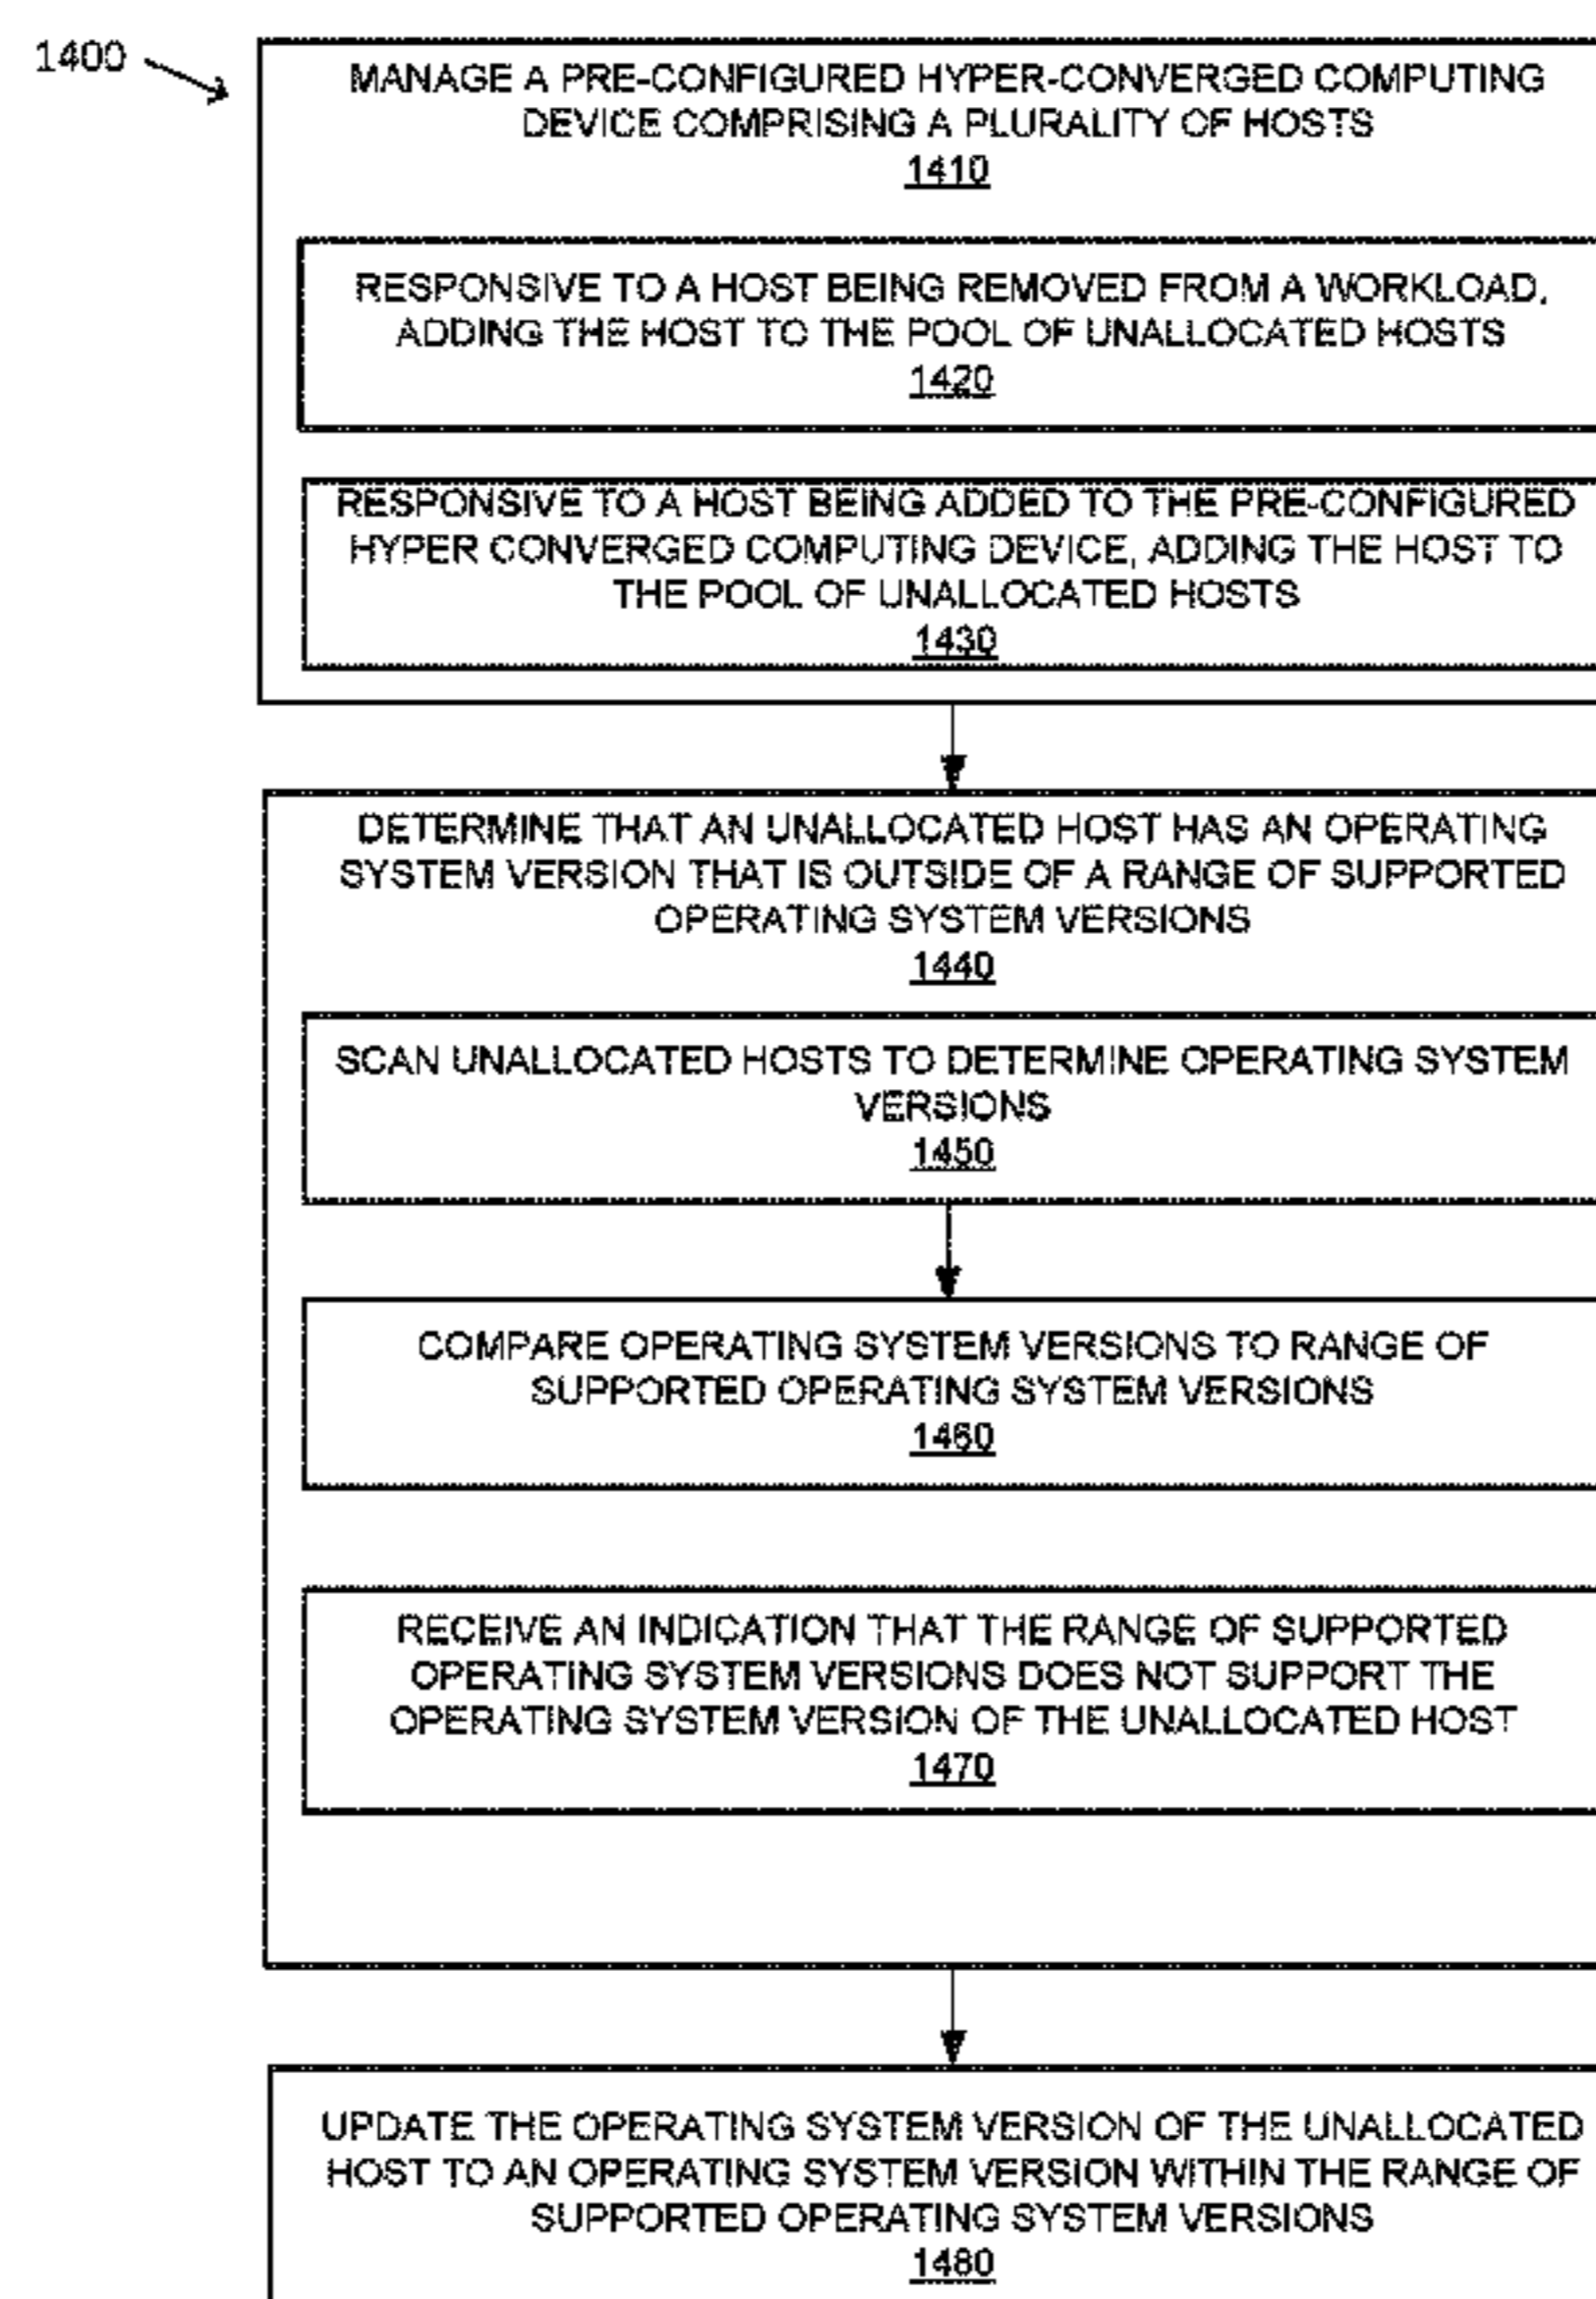 1400
MANAGE A PRE-CONFIGURED HYPER-CONVERGED COMPUTING
DEVICE COMPRISING A PLURALITY OF HOSTS
1410
RESPONSIVE TO A HOST BEING REMOVED FROM A WORKLOAD,
ADDING THE HOST TO THE POOL OF UNALLOCATED HOSTS
1420
RESPONSIVE TO A HOST BEING ADDED TO THE PRE-CONFIGURED
HYPER CONVERGED COMPUTING DEVICE, ADDING THE HOST TO
THE POOL OF UNALLOCATED HOSTS
1430
DETERMINE THAT AN UNALLOCATED HOST HAS AN OPERATING
SYSTEM VERSION THAT IS OUTSIDE OF A RANGE OF SUPPORTED
OPERATING SYSTEM VERSIONS
1440
SCAN UNALLOCATED HOSTS TO DETERMINE OPERATING SYSTEM
VERSIONS
1450
COMPARE OPERATING SYSTEM VERSIONS TO RANGE OF
SUPPORTED OPERATING SYSTEM VERSIONS
1460
RECEIVE AN INDICATION THAT THE RANGE OF SUPPORTED
OPERATING SYSTEM VERSIONS DOES NOT SUPPORT THE
OPERATING SYSTEM VERSION OF THE UNALLOCATED HOST
1470
UPDATE THE OPERATING SYSTEM VERSION OF THE UNALLOCATED
HOST TO AN OPERATING SYSTEM VERSION WITHIN THE RANGE OF
SUPPORTED OPERATING SYSTEM VERSIONS
1480